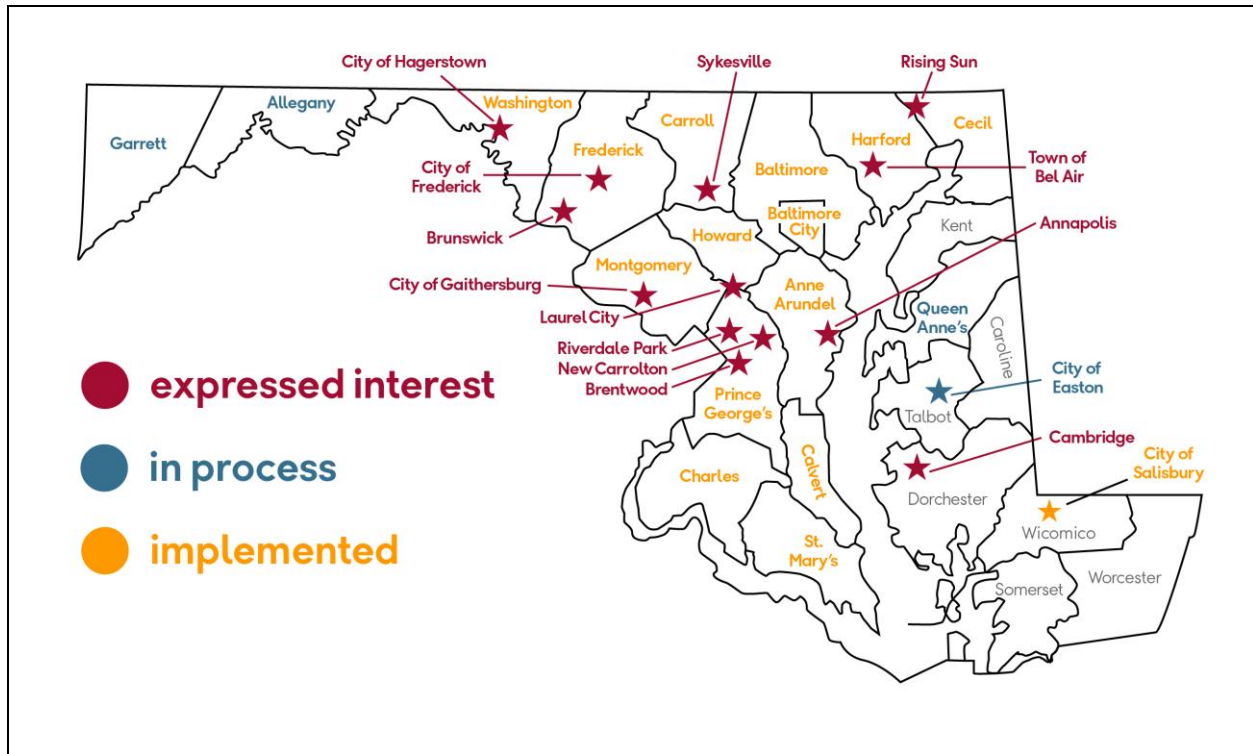 City of Hagerstown
Sykesville
Rising Sun
Garrett
Allegany
Washington
Frederick
Carroll
Baltimore
Harford
Cecil
Town of
Bel Air
City of
Frederick
Brunswick
Howard
Baltimore
City
Kent
Annapolis
Montgomery
City of Gaithersburg
Laurel City
Anne
Arundel
Queen
Anne's
Caroline
Riverdale Park
New Carrolton
Brentwood
Prince
George's
City of
Easton
Talbot
Cambridge
City of
Salisbury
Charles
Calvert
Dorchester
Wicomico
St.
Mary's
Somerset
Worcester
expressed interest
in process
implemented